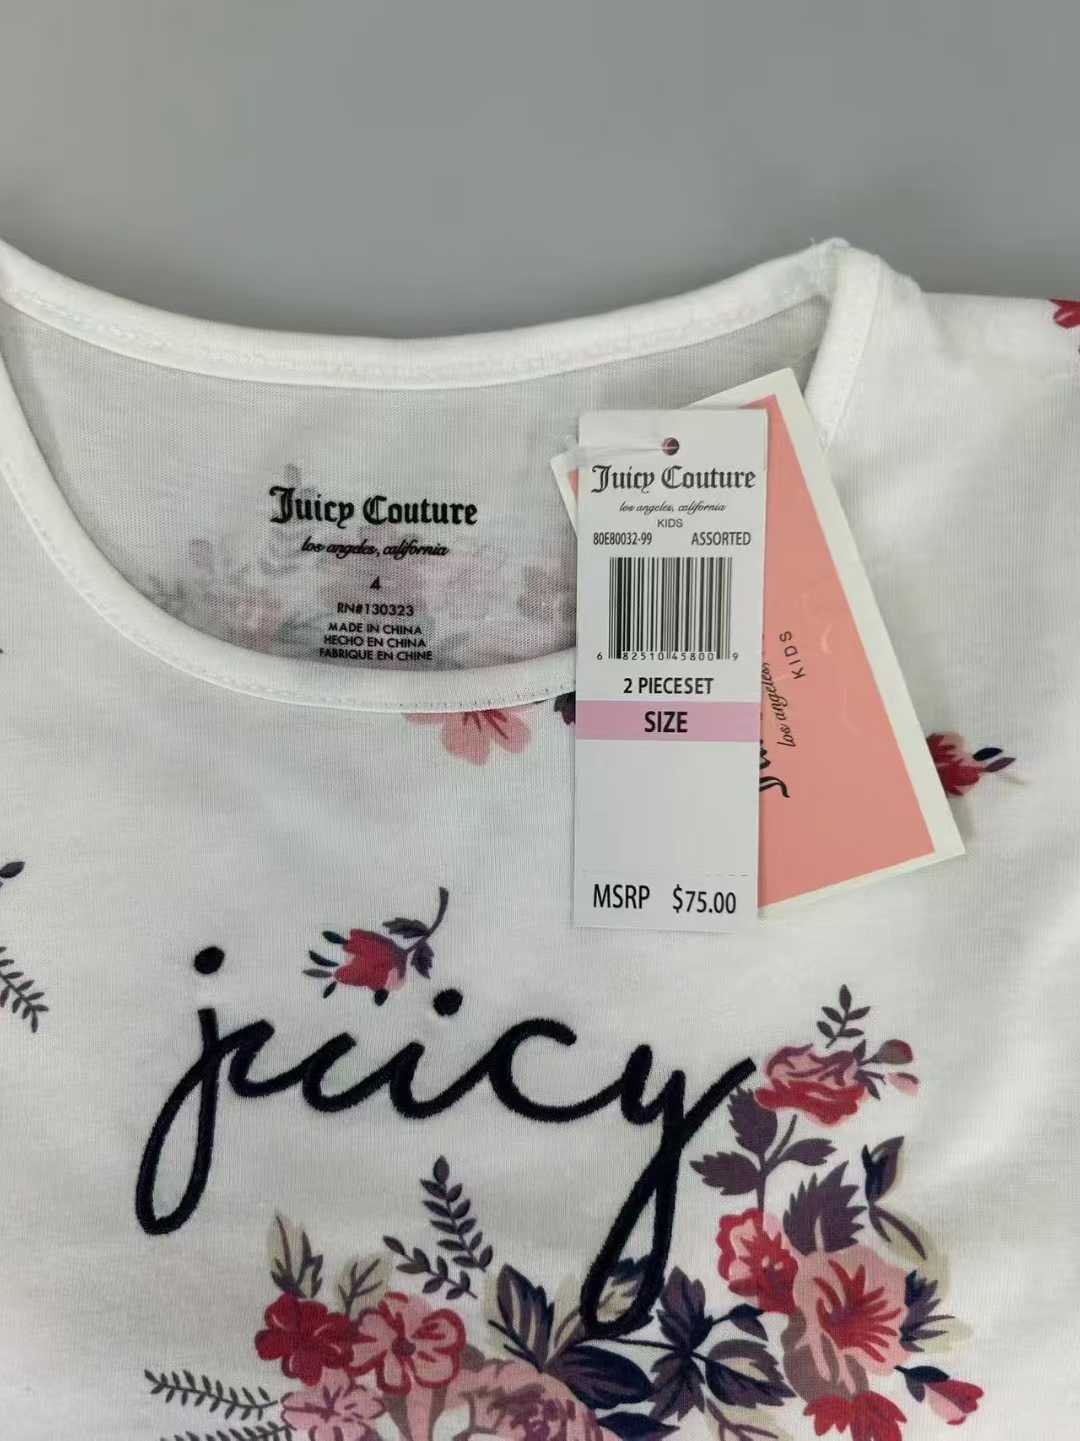 Juicy Couture
los angeles, california
4
RN#130323
MADE IN CHINA
HECHO EN CHINA
FABRIQUE EN CHINE
Juicy Couture
los angeles, california
KIDS
80E80032-99 ASSORTED
6 82510 45800 9
2 PIECESET
SIZE
MSRP $75.00
los angeles,
KIDS
juicy